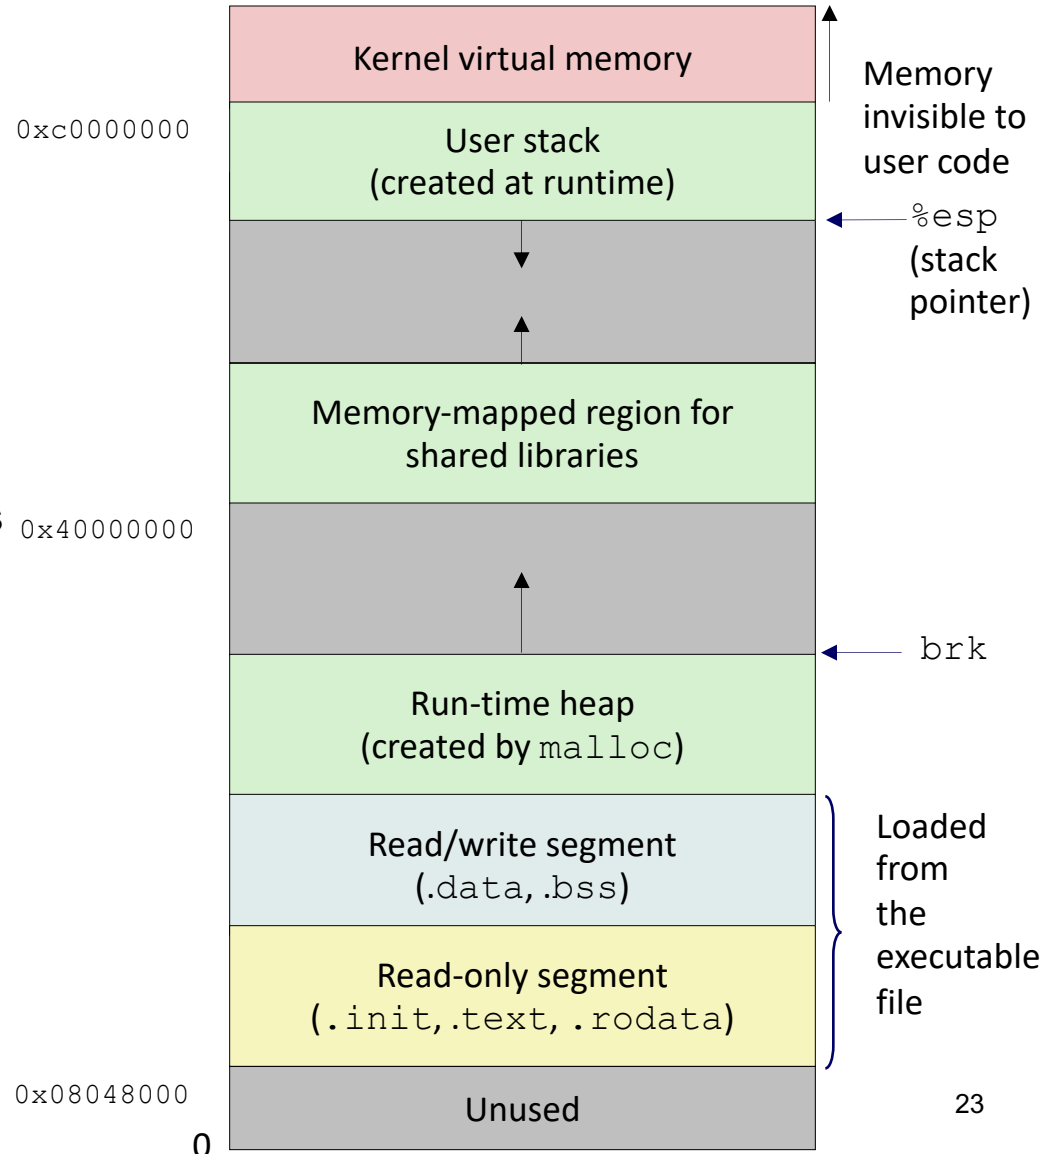 Kernel virtual memory
Memory
invisible to
user code
0xc0000000
User stack
(created at runtime)
%esp
(stack
pointer)
Memory-mapped region for
shared libraries
0x40000000
brk
Run-time heap
(created by malloc)
Read/write segment
(.data, .bss)
Loaded
from
the
executable
file
Read-only segment
(.init, .text, .rodata)
0x08048000
Unused
23
0